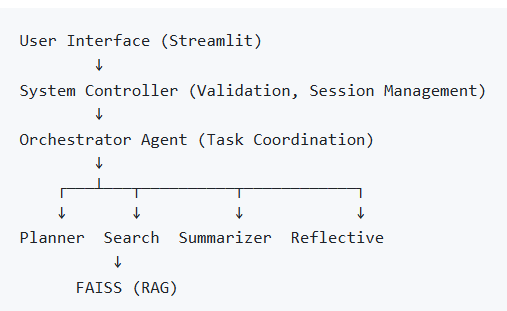 User Interface (Streamlit)
↓
System Controller (Validation, Session Management)
↓
Orchestrator Agent (Task Coordination)
↓
↓ ↓ ↓ ↓
Planner Search Summarizer Reflective
↓
FAISS (RAG)